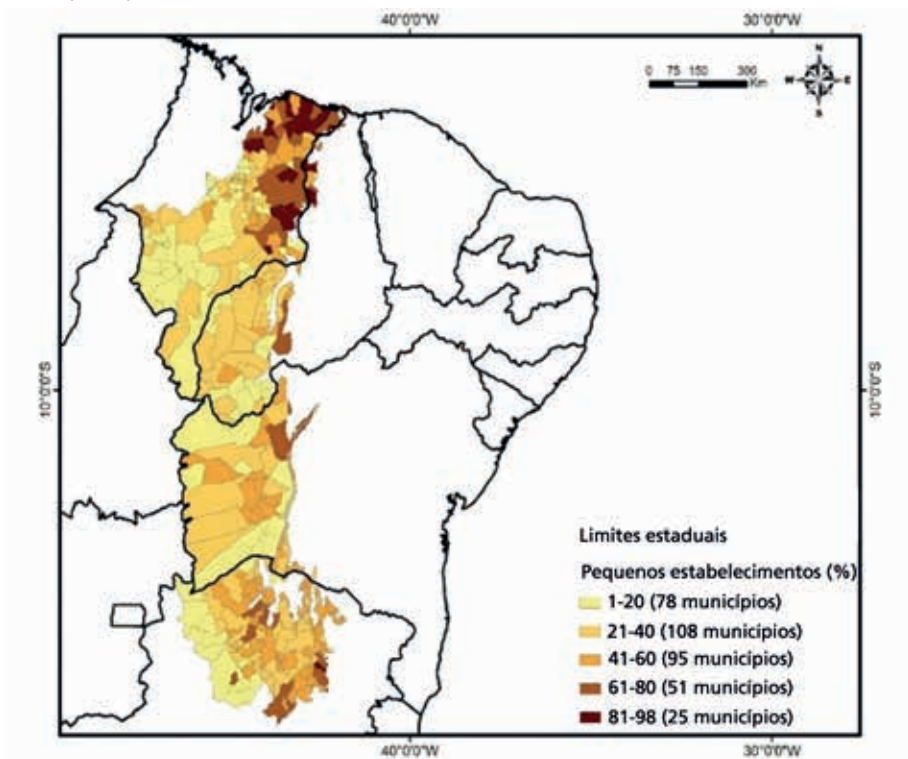 40°0'0"W 30°0'0"W
N
0 75 150 300
Km
W E
S
10°0'0"S 10°0'0"S
Limites estaduais
Pequenos estabelecimentos (%)
1-20 (78 municípios)
21-40 (108 municípios)
41-60 (95 municípios)
61-80 (51 municípios)
81-98 (25 municípios)
40°0'0"W 30°0'0"W